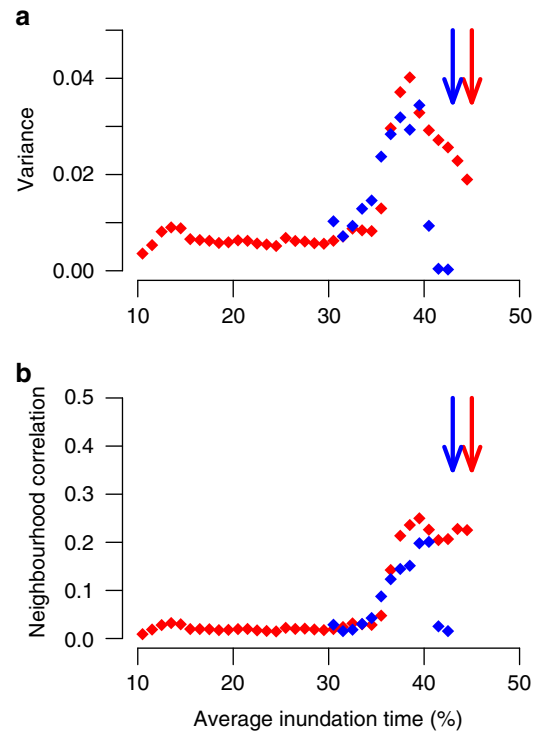 a
Variance
0.04
0.02
0.00
10 20 30 40 50
b
Neighbourhood correlation
0.5
0.4
0.3
0.2
0.1
0.0
10 20 30 40 50
Average inundation time (%)